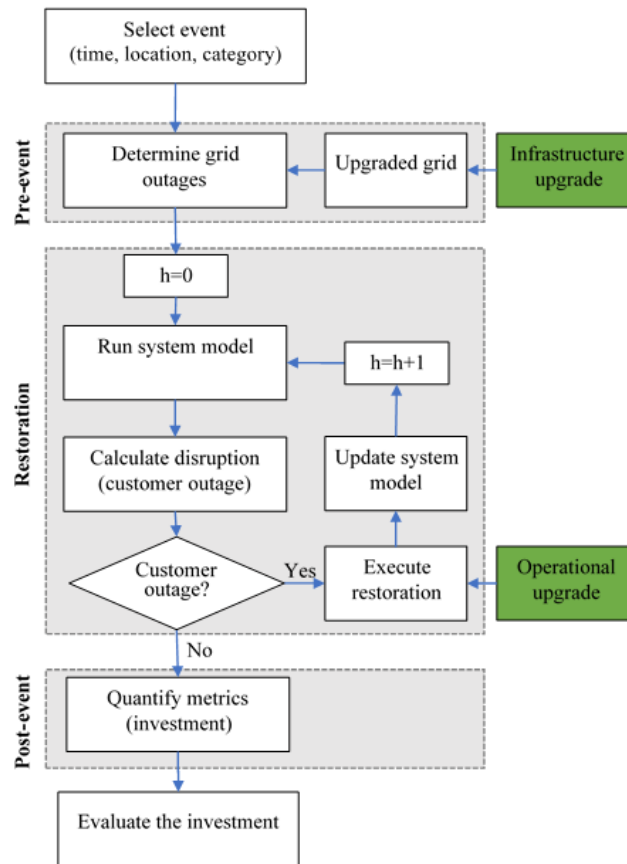 Select event
(time, location, category)
Pre-event
Determine grid
outages
Upgraded grid
Infrastructure
upgrade
Restoration
h=0
Run system model
h=h+1
Calculate disruption
(customer outage)
Update system
model
Customer
outage?
Yes
Execute
restoration
Operational
upgrade
No
Post-event
Quantify metrics
(investment)
Evaluate the investment